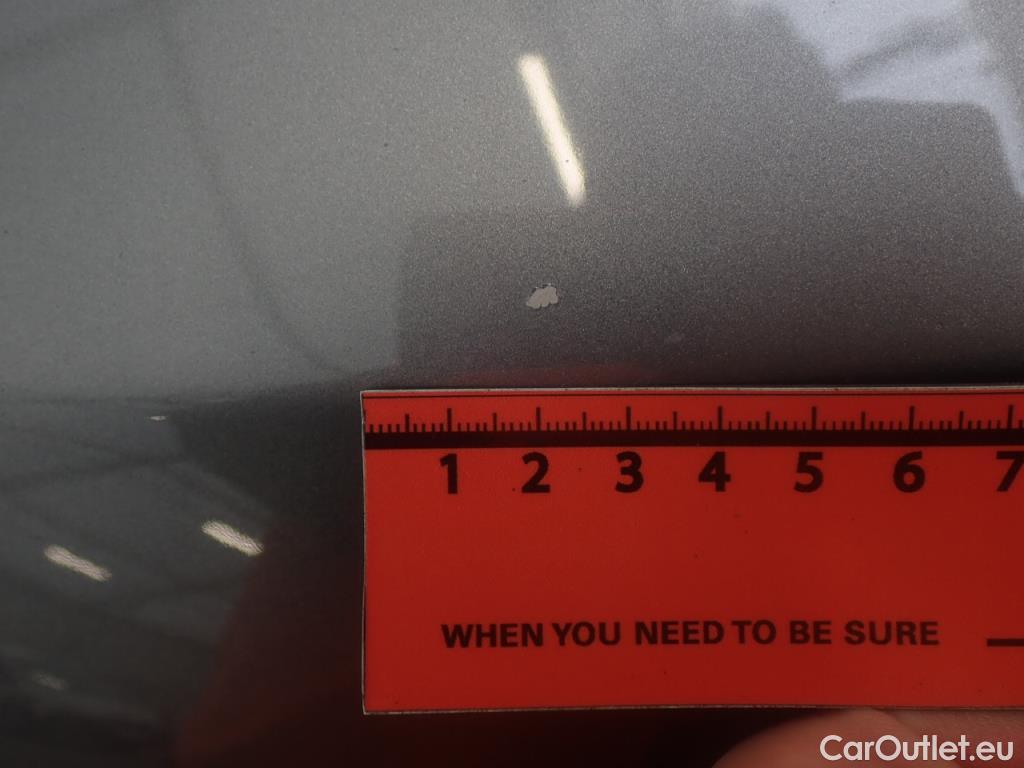 1 2 3 4 5 6 7
WHEN YOU NEED TO BE SURE
CarOutlet.eu